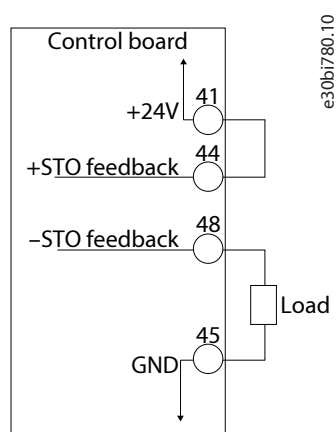 Control board
41
+24V
44
+STO feedback
48
–STO feedback
Load
45
GND
e30bi780.10